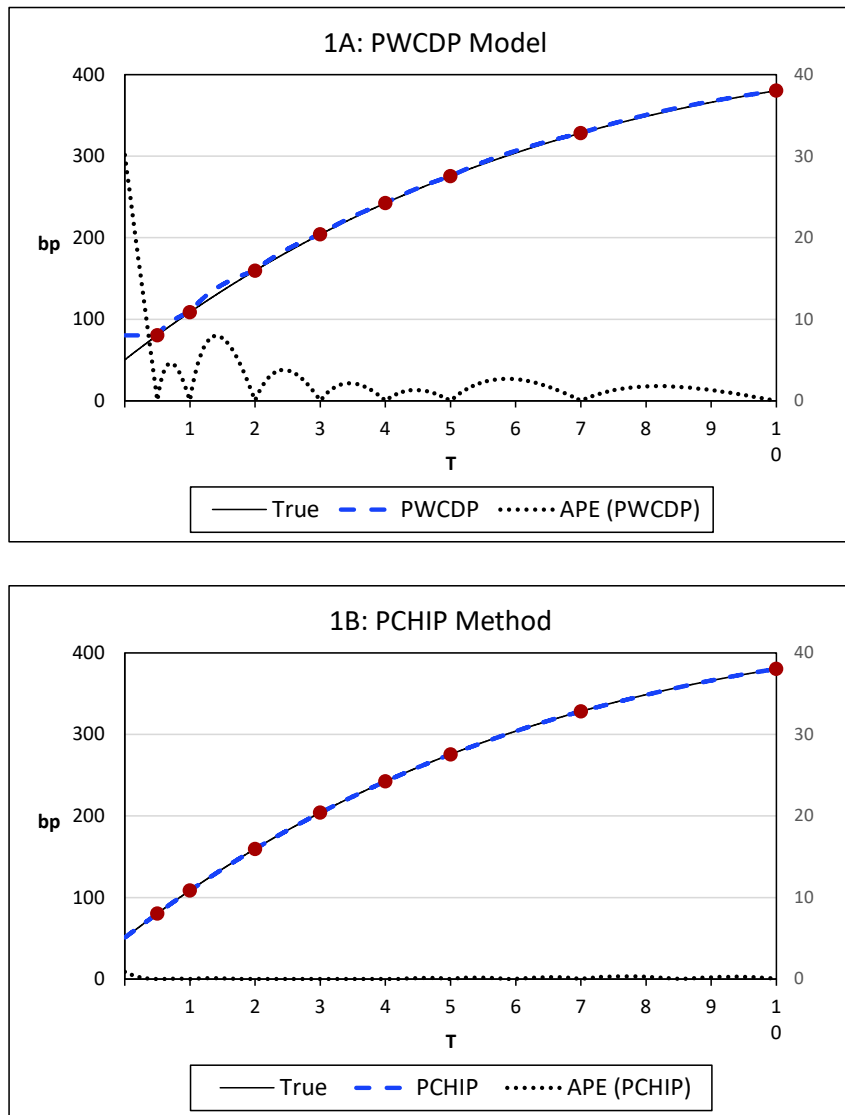 1A: PWCDP Model
400 40
300 30
bp
200 20
100 10
0 0
1 2 3 4 5 6 7 8 9 1
0
T
True PWCDP APE (PWCDP)
1B: PCHIP Method
400 40
300 30
bp
200 20
100 10
0 0
1 2 3 4 5 6 7 8 9 1
0
T
True PCHIP APE (PCHIP)